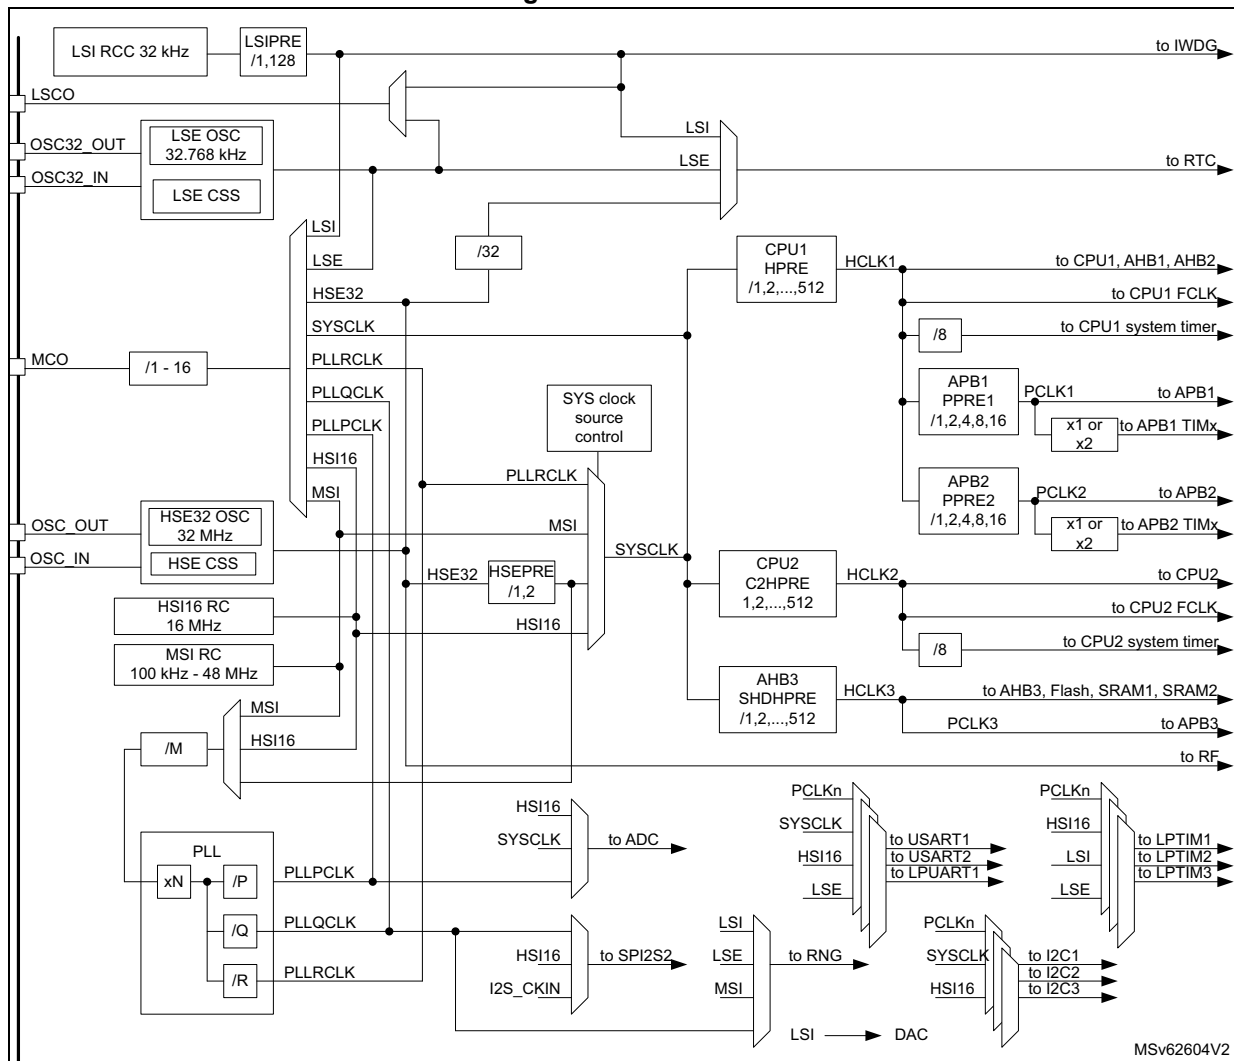 LSI RCC 32 kHz
LSIPRE
/1,128
to IWDG
LSCO
OSC32_OUT
LSE OSC
32.768 kHz
OSC32_IN
LSE CSS
LSI
LSE
to RTC
LSI
LSE
HSE32
SYSCLK
PLLRCLK
PLLQCLK
PLLPCLK
HSI16
MSI
/32
MCO
/1 - 16
CPU1
HPRE
/1,2,...,512
HCLK1
to CPU1, AHB1, AHB2
to CPU1 FCLK
/8
to CPU1 system timer
APB1
PPRE1
/1,2,4,8,16
PCLK1
to APB1
x1 or
x2
to APB1 TIMx
APB2
PPRE2
/1,2,4,8,16
PCLK2
to APB2
x1 or
x2
to APB2 TIMx
SYS clock
source
control
PLLRCLK
MSI
HSE32
HSEPRE
/1,2
HSI16
SYSCLK
OSC_OUT
HSE32 OSC
32 MHz
OSC_IN
HSE CSS
HSI16 RC
16 MHz
MSI RC
100 kHz - 48 MHz
CPU2
C2HPRE
1,2,...,512
HCLK2
to CPU2
to CPU2 FCLK
/8
to CPU2 system timer
AHB3
SHDHPRE
/1,2,...,512
HCLK3
to AHB3, Flash, SRAM1, SRAM2
PCLK3
to APB3
to RF
MSI
HSI16
/M
PLL
xN
/P
/Q
/R
PLLPCLK
PLLQCLK
PLLRCLK
HSI16
SYSCLK
to ADC
HSI16
I2S_CKIN
to SPI2S2
LSI
LSE
MSI
to RNG
LSI
DAC
PCLKn
SYSCLK
HSI16
LSE
to USART1
to USART2
to LPUART1
PCLKn
HSI16
LSI
LSE
to LPTIM1
to LPTIM2
to LPTIM3
PCLKn
SYSCLK
HSI16
to I2C1
to I2C2
to I2C3
MSv62604V2